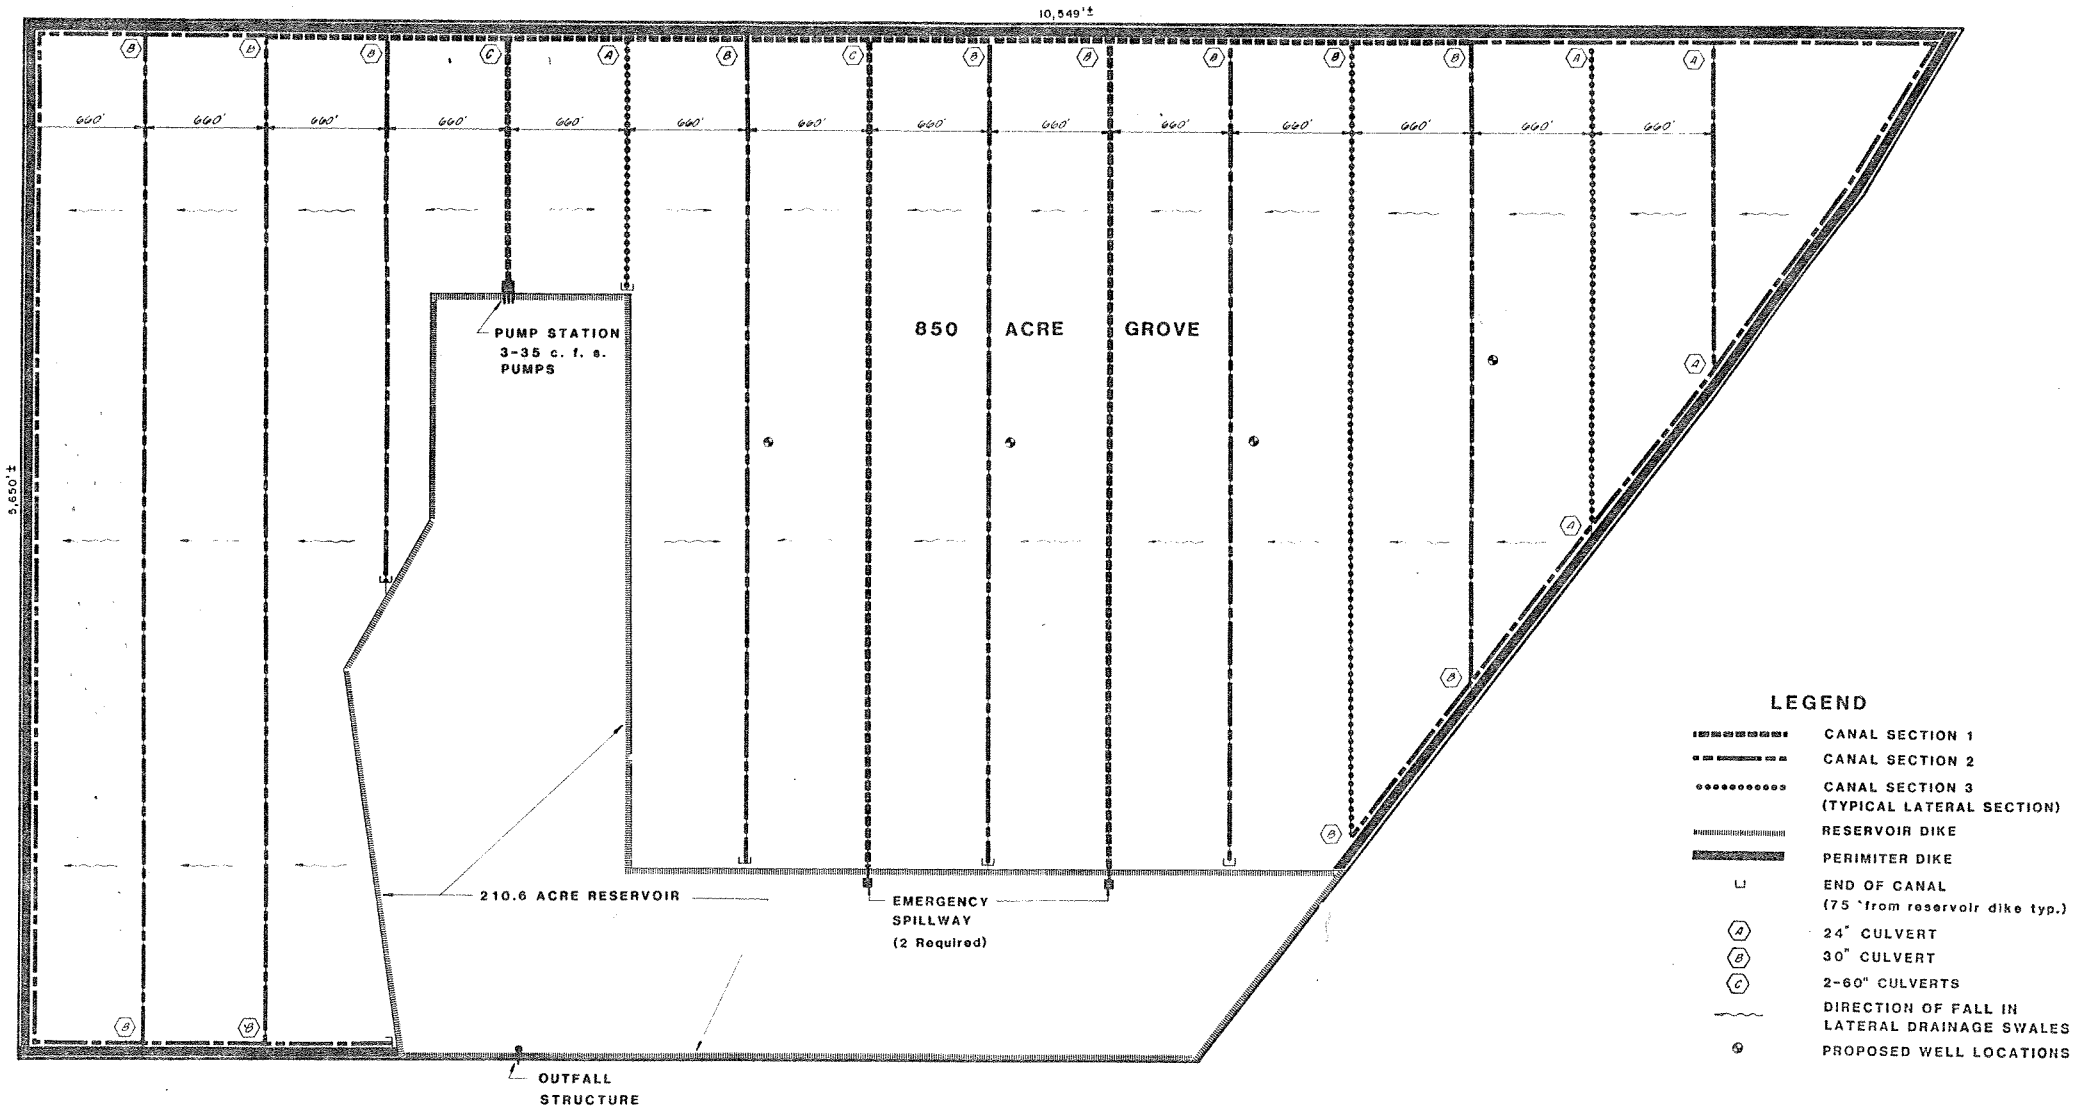 10,549'±
B B B C A B C B B B B B A A
660' 660' 660' 660' 660' 660' 660' 660' 660' 660' 660' 660' 660' 660'
850 ACRE GROVE
PUMP STATION
3-35 c. f. s.
PUMPS
A
5,650'±
A
B
B
210.6 ACRE RESERVOIR
EMERGENCY
SPILLWAY
(2 Required)
B B
OUTFALL
STRUCTURE
LEGEND
CANAL SECTION 1
CANAL SECTION 2
CANAL SECTION 3
(TYPICAL LATERAL SECTION)
RESERVOIR DIKE
PERIMITER DIKE
END OF CANAL
(75 'from reservoir dike typ.)
A 24" CULVERT
B 30" CULVERT
C 2-60" CULVERTS
DIRECTION OF FALL IN
LATERAL DRAINAGE SWALES
PROPOSED WELL LOCATIONS